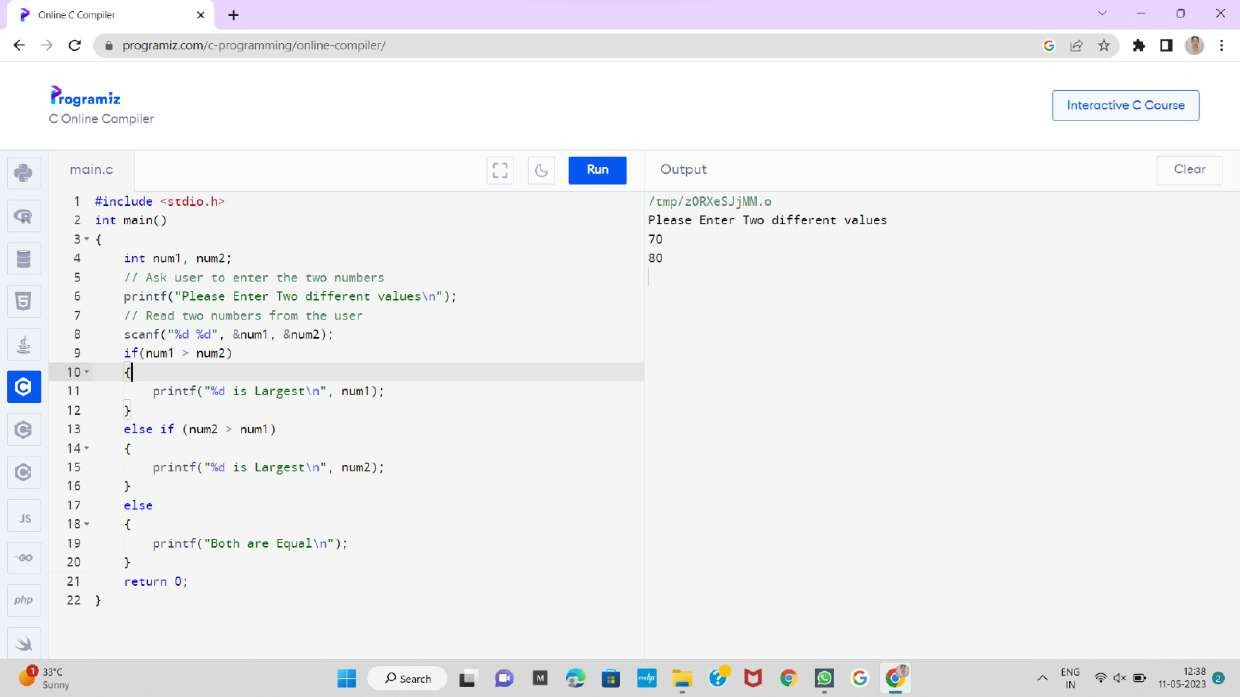 Online C Compiler
programiz.com/c-programming/online-compiler/
Programiz
C Online Compiler
Interactive C Course
main.c
Run
Output
Clear
1 #include <stdio.h>
2 int main()
3 {
4 int num1, num2;
5 // Ask user to enter the two numbers
6 printf("Please Enter Two different values\n");
7 // Read two numbers from the user
8 scanf("%d %d", &num1, &num2);
9 if(num1 > num2)
10 {
11 printf("%d is Largest\n", num1);
12 }
13 else if (num2 > num1)
14 {
15 printf("%d is Largest\n", num2);
16 }
17 else
18 {
19 printf("Both are Equal\n");
20 }
21 return 0;
22 }
/tmp/zORXeSJjMM.o
Please Enter Two different values
70
80
JS
GO
php
1
33°C
Sunny
Search
M
ENG
IN
12:38
11-05-2023
2